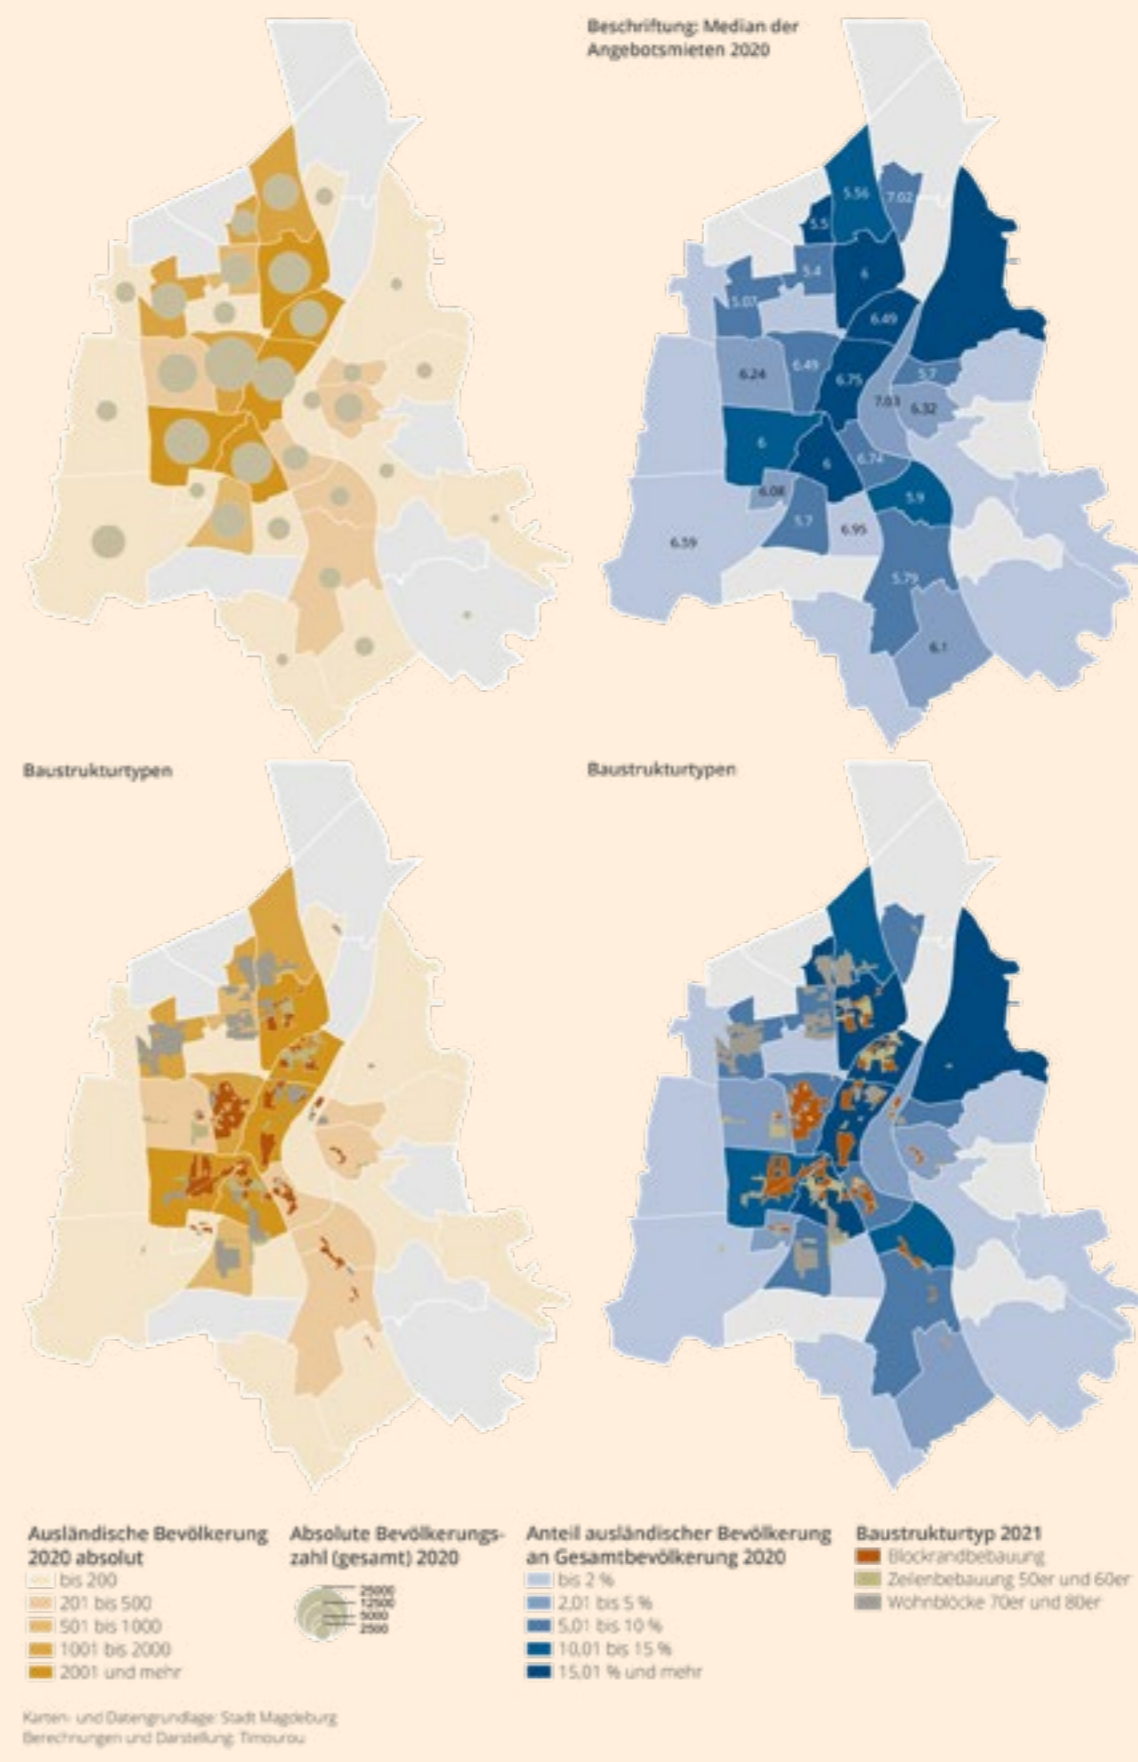 Beschriftung: Median der
Angebotsmieten 2020
5.56
7.02
5.5
5.4
6
5.07
6.49
6.24
6.49
6.75
5.7
7.03
6.32
6
6
6.74
6.08
5.9
5.7
6.95
6.59
5.79
6.1
Baustrukturtypen
Baustrukturtypen
Ausländische Bevölkerung
2020 absolut
bis 200
201 bis 500
501 bis 1000
1001 bis 2000
2001 und mehr
Absolute Bevölkerungs-
zahl (gesamt) 2020
25000
12500
5000
2500
Anteil ausländischer Bevölkerung
an Gesamtbevölkerung 2020
bis 2 %
2,01 bis 5 %
5,01 bis 10 %
10,01 bis 15 %
15,01 % und mehr
Baustrukturtyp 2021
Blockrandbebauung
Zeilenbebauung 50er und 60er
Wohnblöcke 70er und 80er
Karten- und Datengrundlage: Stadt Magdeburg
Berechnungen und Darstellung: Timourou